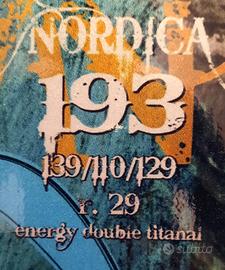 NORDICA
193
139/110/129
r. 29
energy double titanal
subito